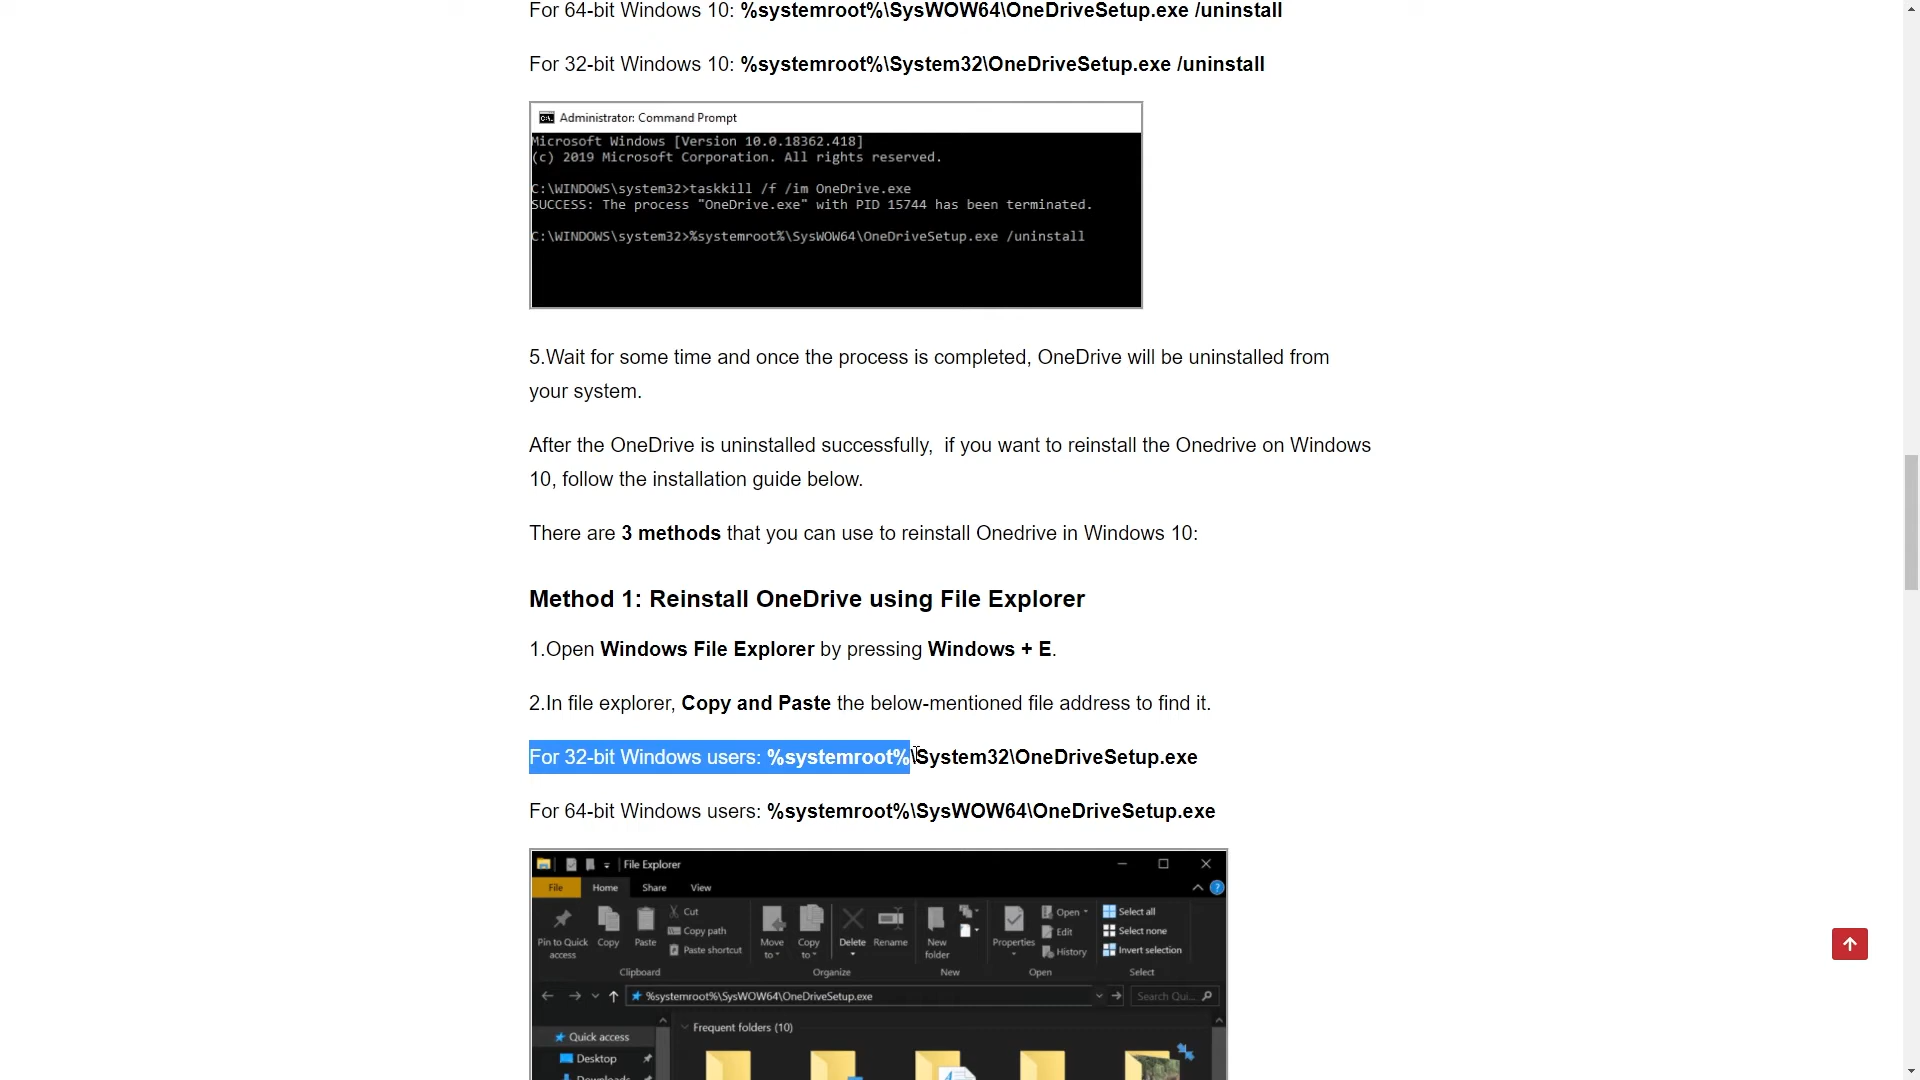 For 64-bit Windows 10: %systemroot%\SysWOW64\OneDriveSetup.exe /uninstall
For 32-bit Windows 10: %systemroot%\System32\OneDriveSetup.exe /uninstall
Administrator: Command Prompt
Microsoft Windows [Version 10.0.18362.418]
(c) 2019 Microsoft Corporation. All rights reserved.
C:\WINDOWS\system32>taskkill /f /im OneDrive.exe
SUCCESS: The process "OneDrive.exe" with PID 15744 has been terminated.
C:\WINDOWS\system32>%systemroot%\SysWOW64\OneDriveSetup.exe /uninstall
5.Wait for some time and once the process is completed, OneDrive will be uninstalled from
your system.
After the OneDrive is uninstalled successfully,  if you want to reinstall the Onedrive on Windows
10, follow the installation guide below.
There are 3 methods that you can use to reinstall Onedrive in Windows 10:
Method 1: Reinstall OneDrive using File Explorer
1.Open Windows File Explorer by pressing Windows + E.
2.In file explorer, Copy and Paste the below-mentioned file address to find it.
For 32-bit Windows users: %systemroot%\System32\OneDriveSetup.exe
For 64-bit Windows users: %systemroot%\SysWOW64\OneDriveSetup.exe
File Explorer
File Home Share View
Pin to Quick access
Copy
Paste
Cut
Copy path
Paste shortcut
Move to
Copy to
Delete
Rename
New folder
Properties
Open
Edit
History
Select all
Select none
Invert selection
Clipboard Organize New Open Select
%systemroot%\SysWOW64\OneDriveSetup.exe
Search Qui...
Quick access
Frequent folders (10)
Desktop
Downloads